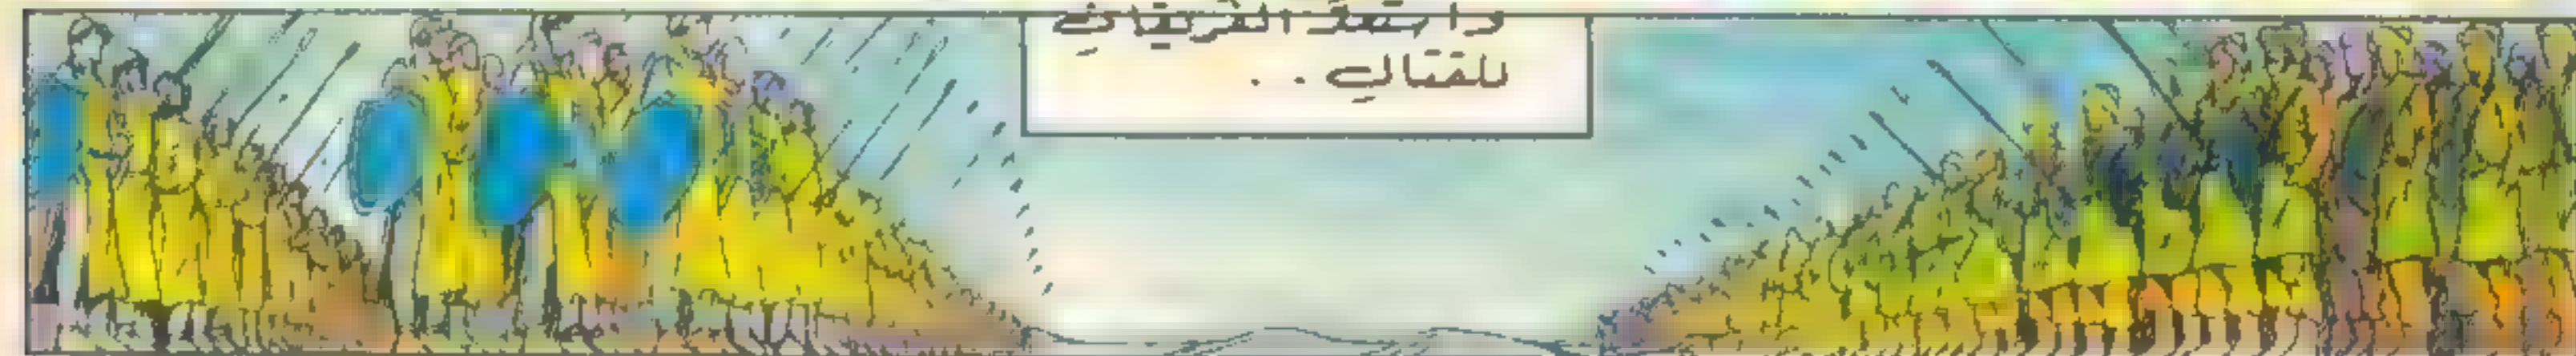 واستعدَّ الفريقانِ
للقتالِ . .